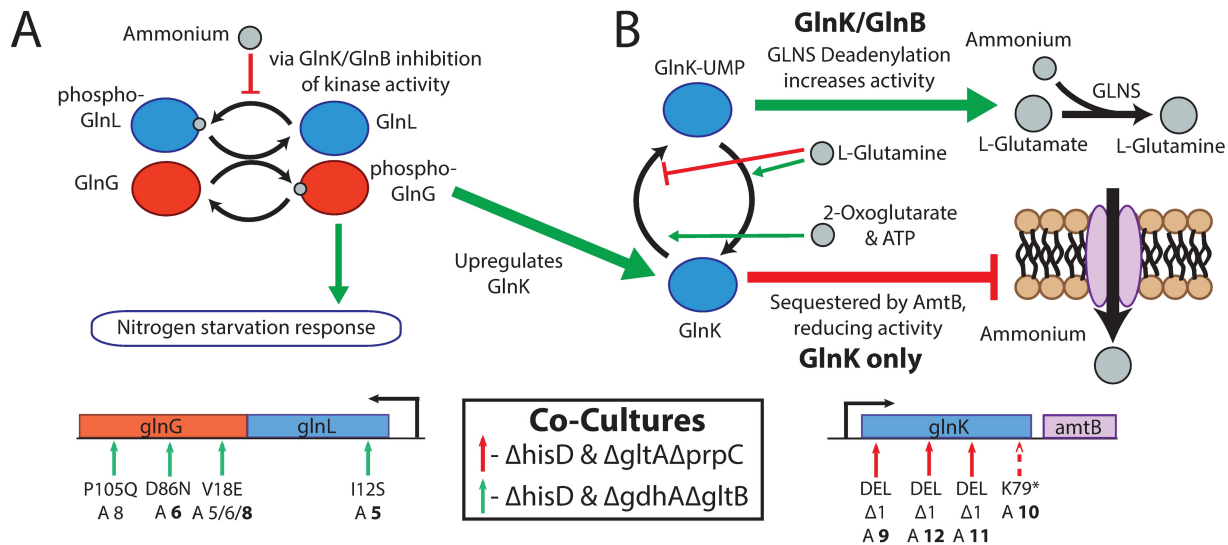 A
Ammonium
via GlnK/GlnB inhibition
of kinase activity
phospho-
GlnL
GlnL
GlnG
phospho-
GlnG
Upregulates
GlnK
Nitrogen starvation response
B
GlnK/GlnB
GLNS Deadenylation
increases activity
GlnK-UMP
Ammonium
GLNS
L-Glutamate
L-Glutamine
L-Glutamine
2-Oxoglutarate
& ATP
GlnK
Sequestered by AmtB,
reducing activity
GlnK only
Ammonium
glnG
glnL
P105Q
A 8
D86N
A 6
V18E
A 5/6/8
I12S
A 5
Co-Cultures
- ΔhisD & ΔgltAΔprpC
- ΔhisD & ΔgdhAΔgltB
glnK
amtB
DEL
Δ1
A 9
DEL
Δ1
A 12
DEL
Δ1
A 11
K79*
A 10